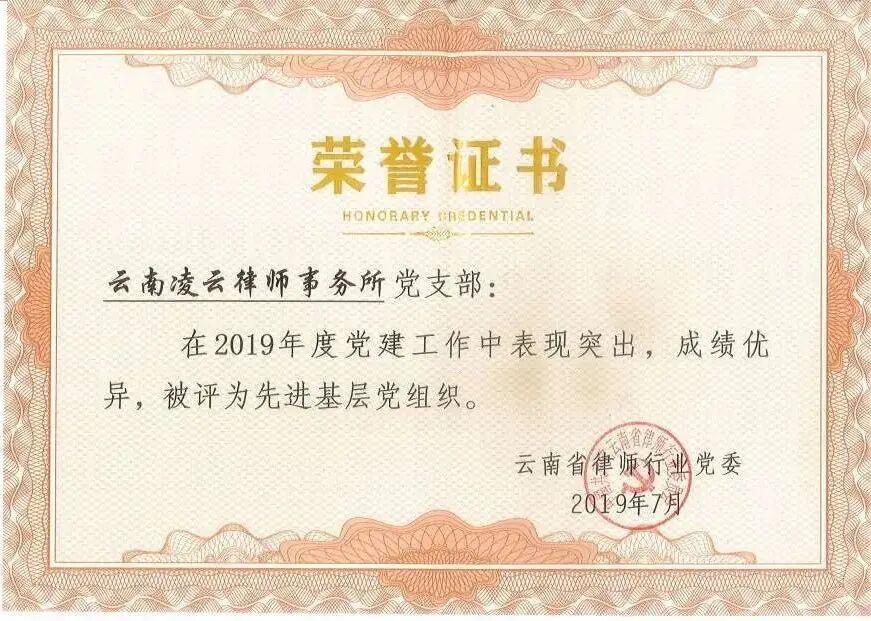 荣誉证书
HONORARY CREDENTIAL
云南凌云律师事务所党支部：
在2019年度党建工作中表现突出，成绩优
异，被评为先进基层党组织。
云南省律师行业党委
2019年7月